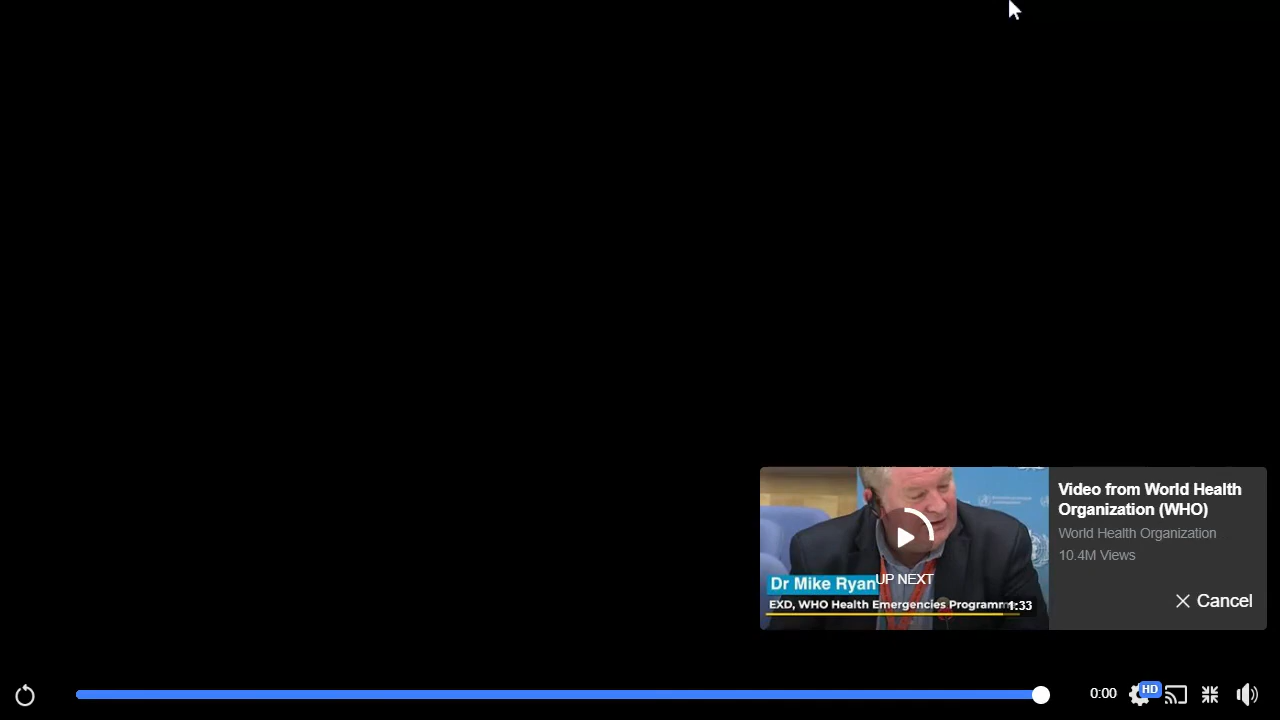 Video from World Health
Organization (WHO)
World Health Organization
10.4M Views
UP NEXT
Dr Mike Ryan
EXD, WHO Health Emergencies Programm
1:33
Cancel
0:00
HD